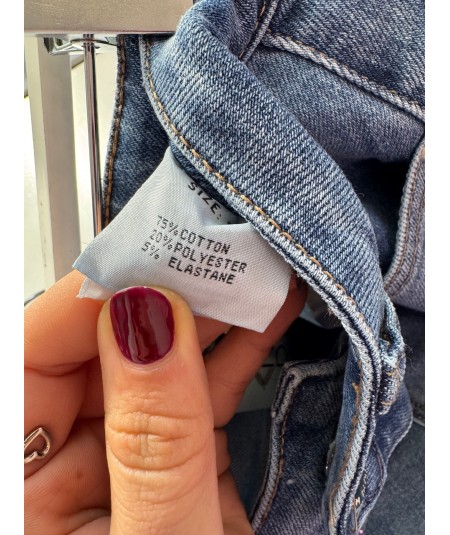 SIZE:
75%COTTON
20%POLYESTER
5% ELASTANE